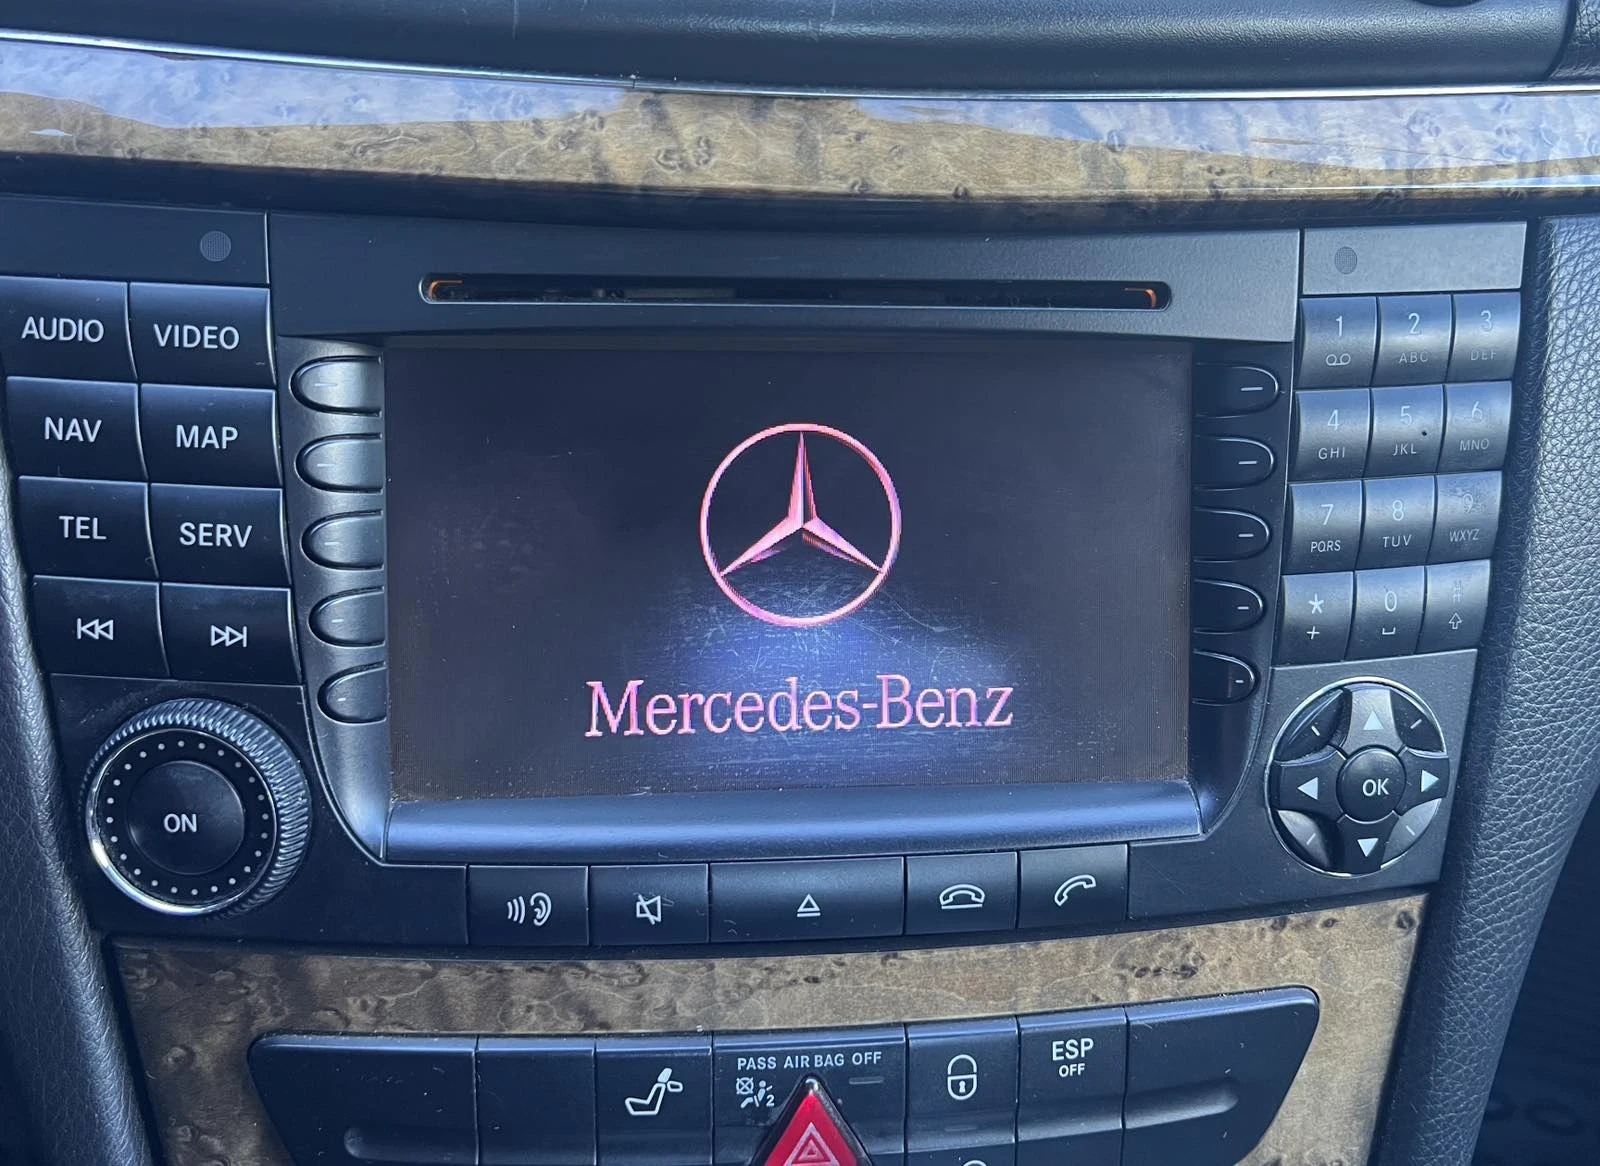 AUDIO
VIDEO
NAV
MAP
TEL
SERV
ON
Mercedes-Benz
1
2
ABC
3
DEF
4
GHI
5
JKL
6
MNO
7
PQRS
8
TUV
9
WXYZ
*
+
0
#
OK
PASS AIR BAG OFF
2
ESP
OFF